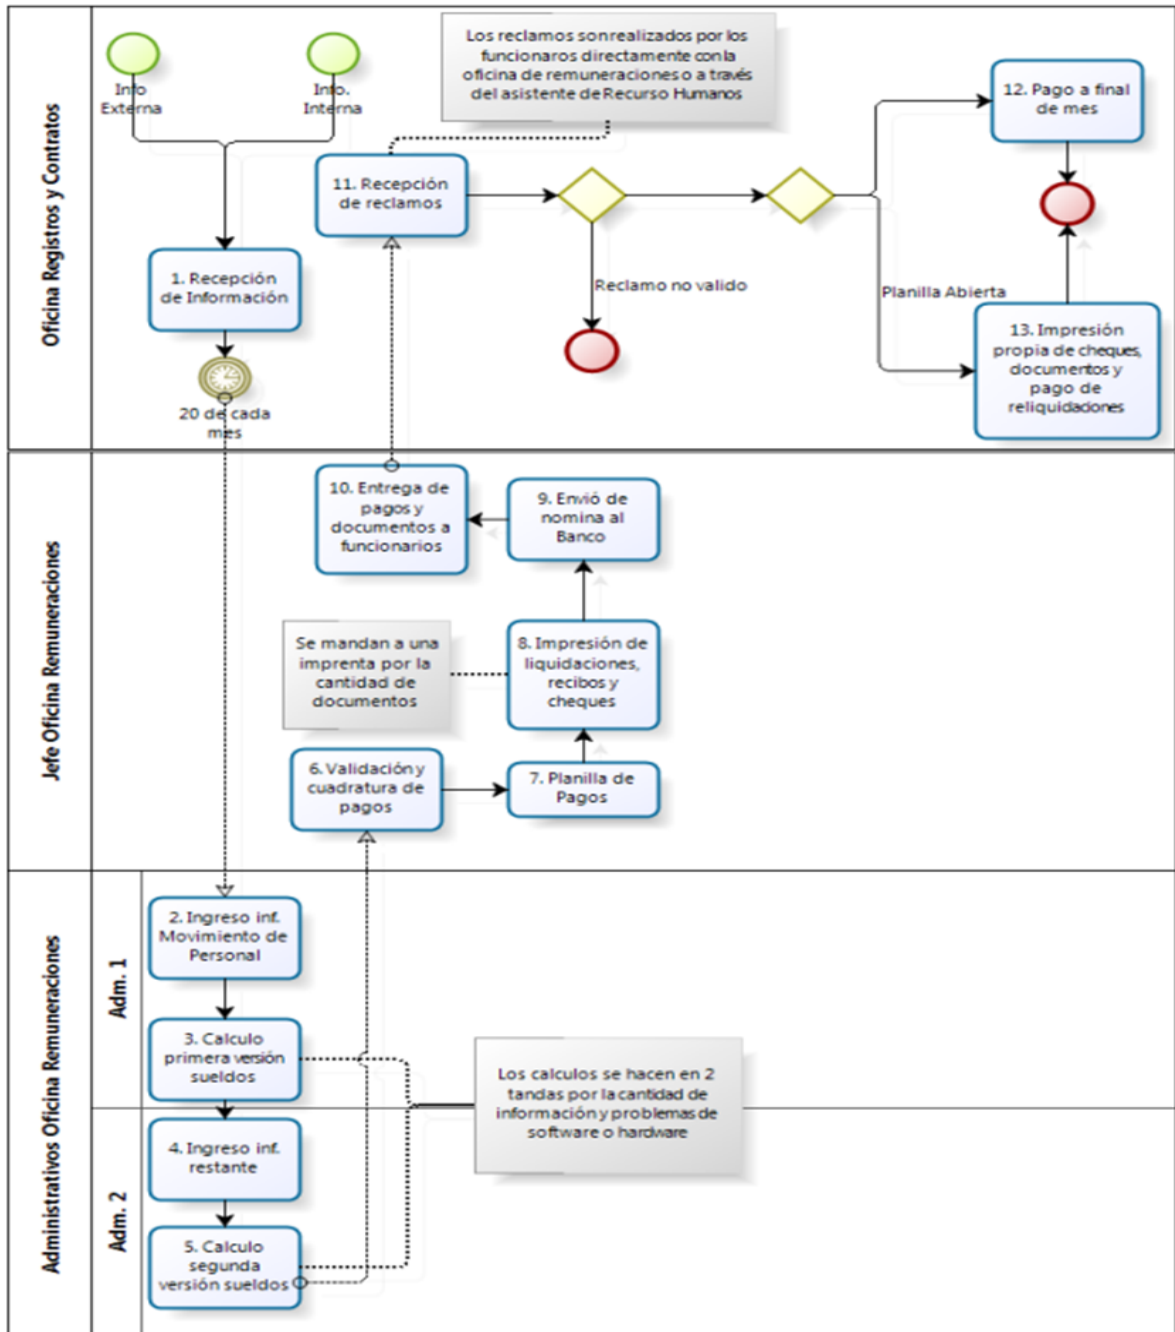 Oficina Registros y Contratos
Info
Externa
Info.
Interna
Los reclamos sonrealizados por los
funcionaros directamente conla
oficina de remuneraciones o a través
del asistente de Recurso Humanos
12. Pago a final
de mes
11. Recepción
de reclamos
1. Recepción
de Información
Reclamo no valido
Planilla Abierta
13. Impresión
propia de cheques,
documentos y
pago de
reliquidaciones
20 de cada
mes
Jefe Oficina Remuneraciones
10. Entrega de
pagos y
documentos a
funcionarios
9. Envió de
nomina al
Banco
Se mandan a una
imprenta por la
cantidad de
documentos
8. Impresión de
liquidaciones,
recibos y
cheques
6. Validación y
cuadratura de
pagos
7. Planilla de
Pagos
Administrativos Oficina Remuneraciones
Adm. 1
2. Ingreso inf.
Movimiento de
Personal
3. Calculo
primera versión
sueldos
Los calculos se hacen en 2
tandas por la cantidad de
información y problemas de
software o hardware
Adm. 2
4. Ingreso inf.
restante
5. Calculo
segunda
versión sueldos